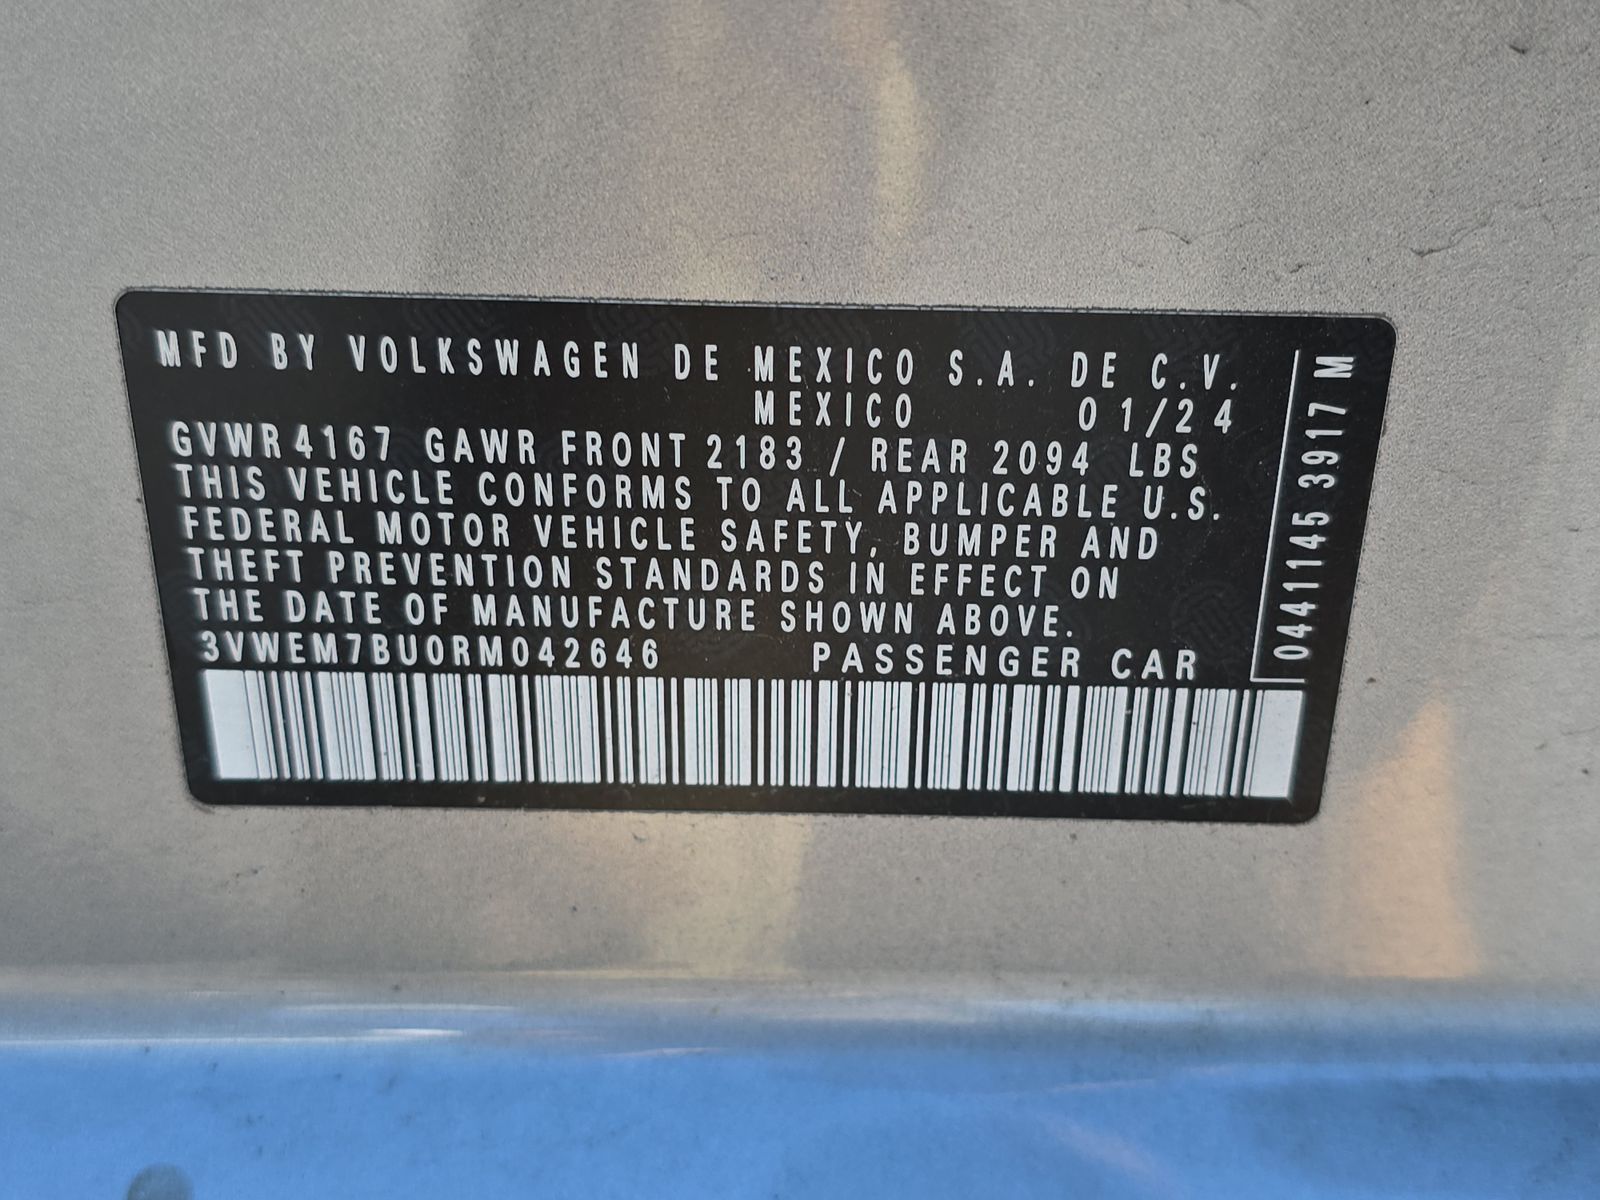 MFD BY VOLKSWAGEN DE MEXICO S.A. DE C.V.
MEXICO 01/24
GVWR 4167 GAWR FRONT 2183 / REAR 2094 LBS
THIS VEHICLE CONFORMS TO ALL APPLICABLE U.S.
FEDERAL MOTOR VEHICLE SAFETY, BUMPER AND
THEFT PREVENTION STANDARDS IN EFFECT ON
THE DATE OF MANUFACTURE SHOWN ABOVE.
3VWEM7BU0RM042646 PASSENGER CAR
0441145 3917 M